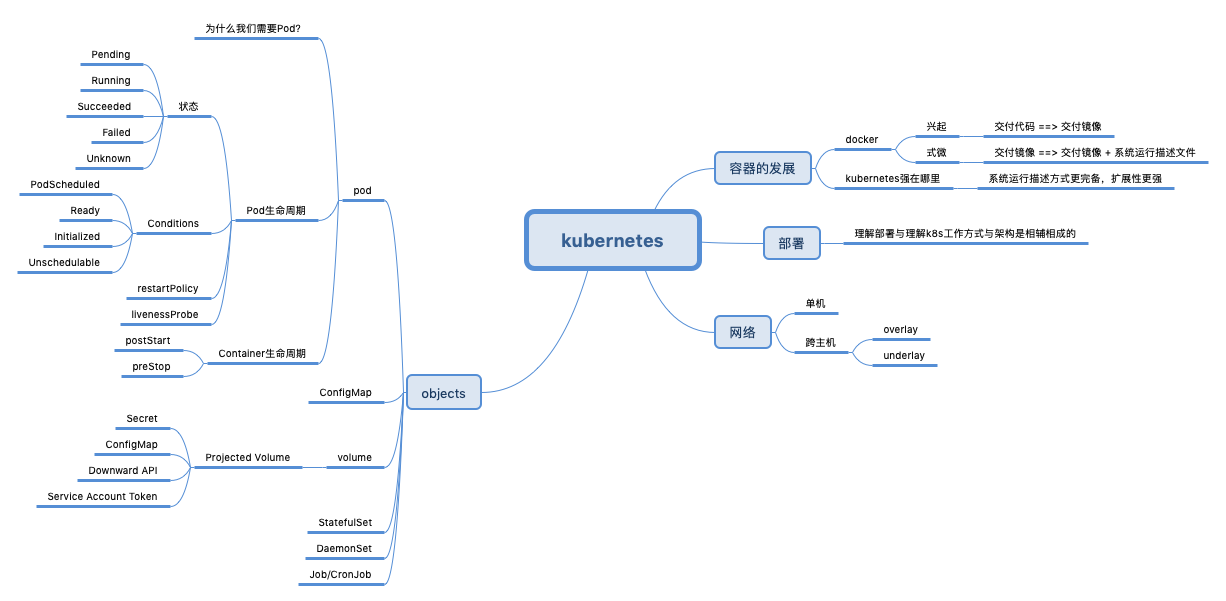 为什么我们需要Pod?
Pending
Running
Succeeded
Failed
Unknown
状态
PodScheduled
Ready
Initialized
Unschedulable
Conditions
restartPolicy
livenessProbe
Pod生命周期
postStart
preStop
Container生命周期
pod
ConfigMap
Secret
ConfigMap
Downward API
Service Account Token
Projected Volume
volume
StatefulSet
DaemonSet
Job/CronJob
objects
kubernetes
容器的发展
docker
兴起
交付代码 ==> 交付镜像
式微
交付镜像 ==> 交付镜像 + 系统运行描述文件
kubernetes强在哪里
系统运行描述方式更完备，扩展性更强
部署
理解部署与理解k8s工作方式与架构是相辅相成的
网络
单机
跨主机
overlay
underlay